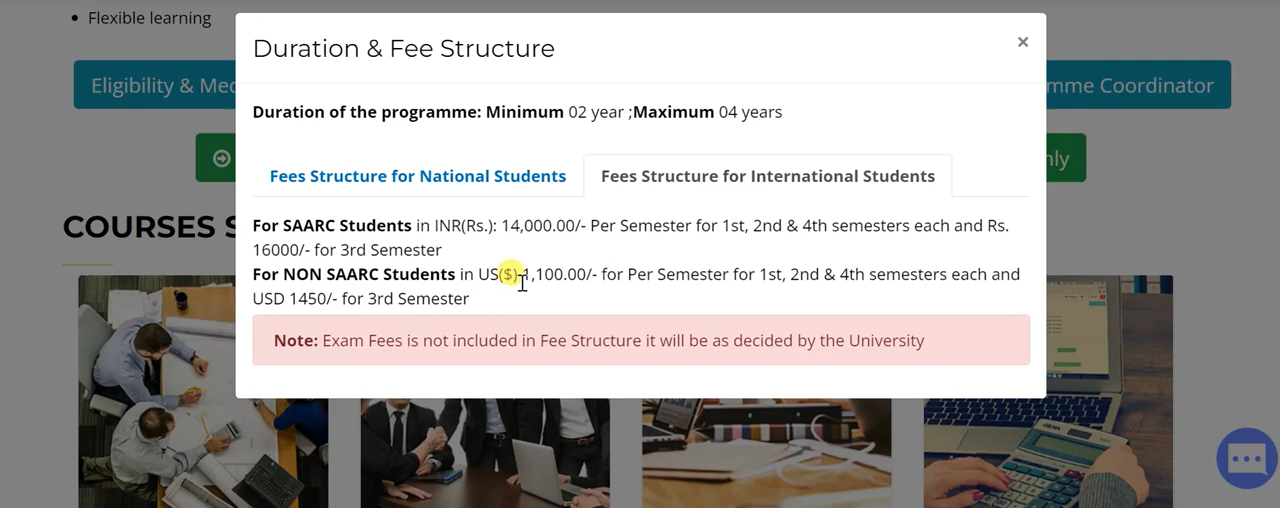 Flexible learning
Duration & Fee Structure
×
Eligibility & Med
mme Coordinator
Duration of the programme: Minimum 02 year ;Maximum 04 years
nly
Fees Structure for National Students
Fees Structure for International Students
COURSES S
For SAARC Students in INR(Rs.): 14,000.00/- Per Semester for 1st, 2nd & 4th semesters each and Rs.
16000/- for 3rd Semester
For NON SAARC Students in US($) 1,100.00/- for Per Semester for 1st, 2nd & 4th semesters each and
USD 1450/- for 3rd Semester
Note: Exam Fees is not included in Fee Structure it will be as decided by the University